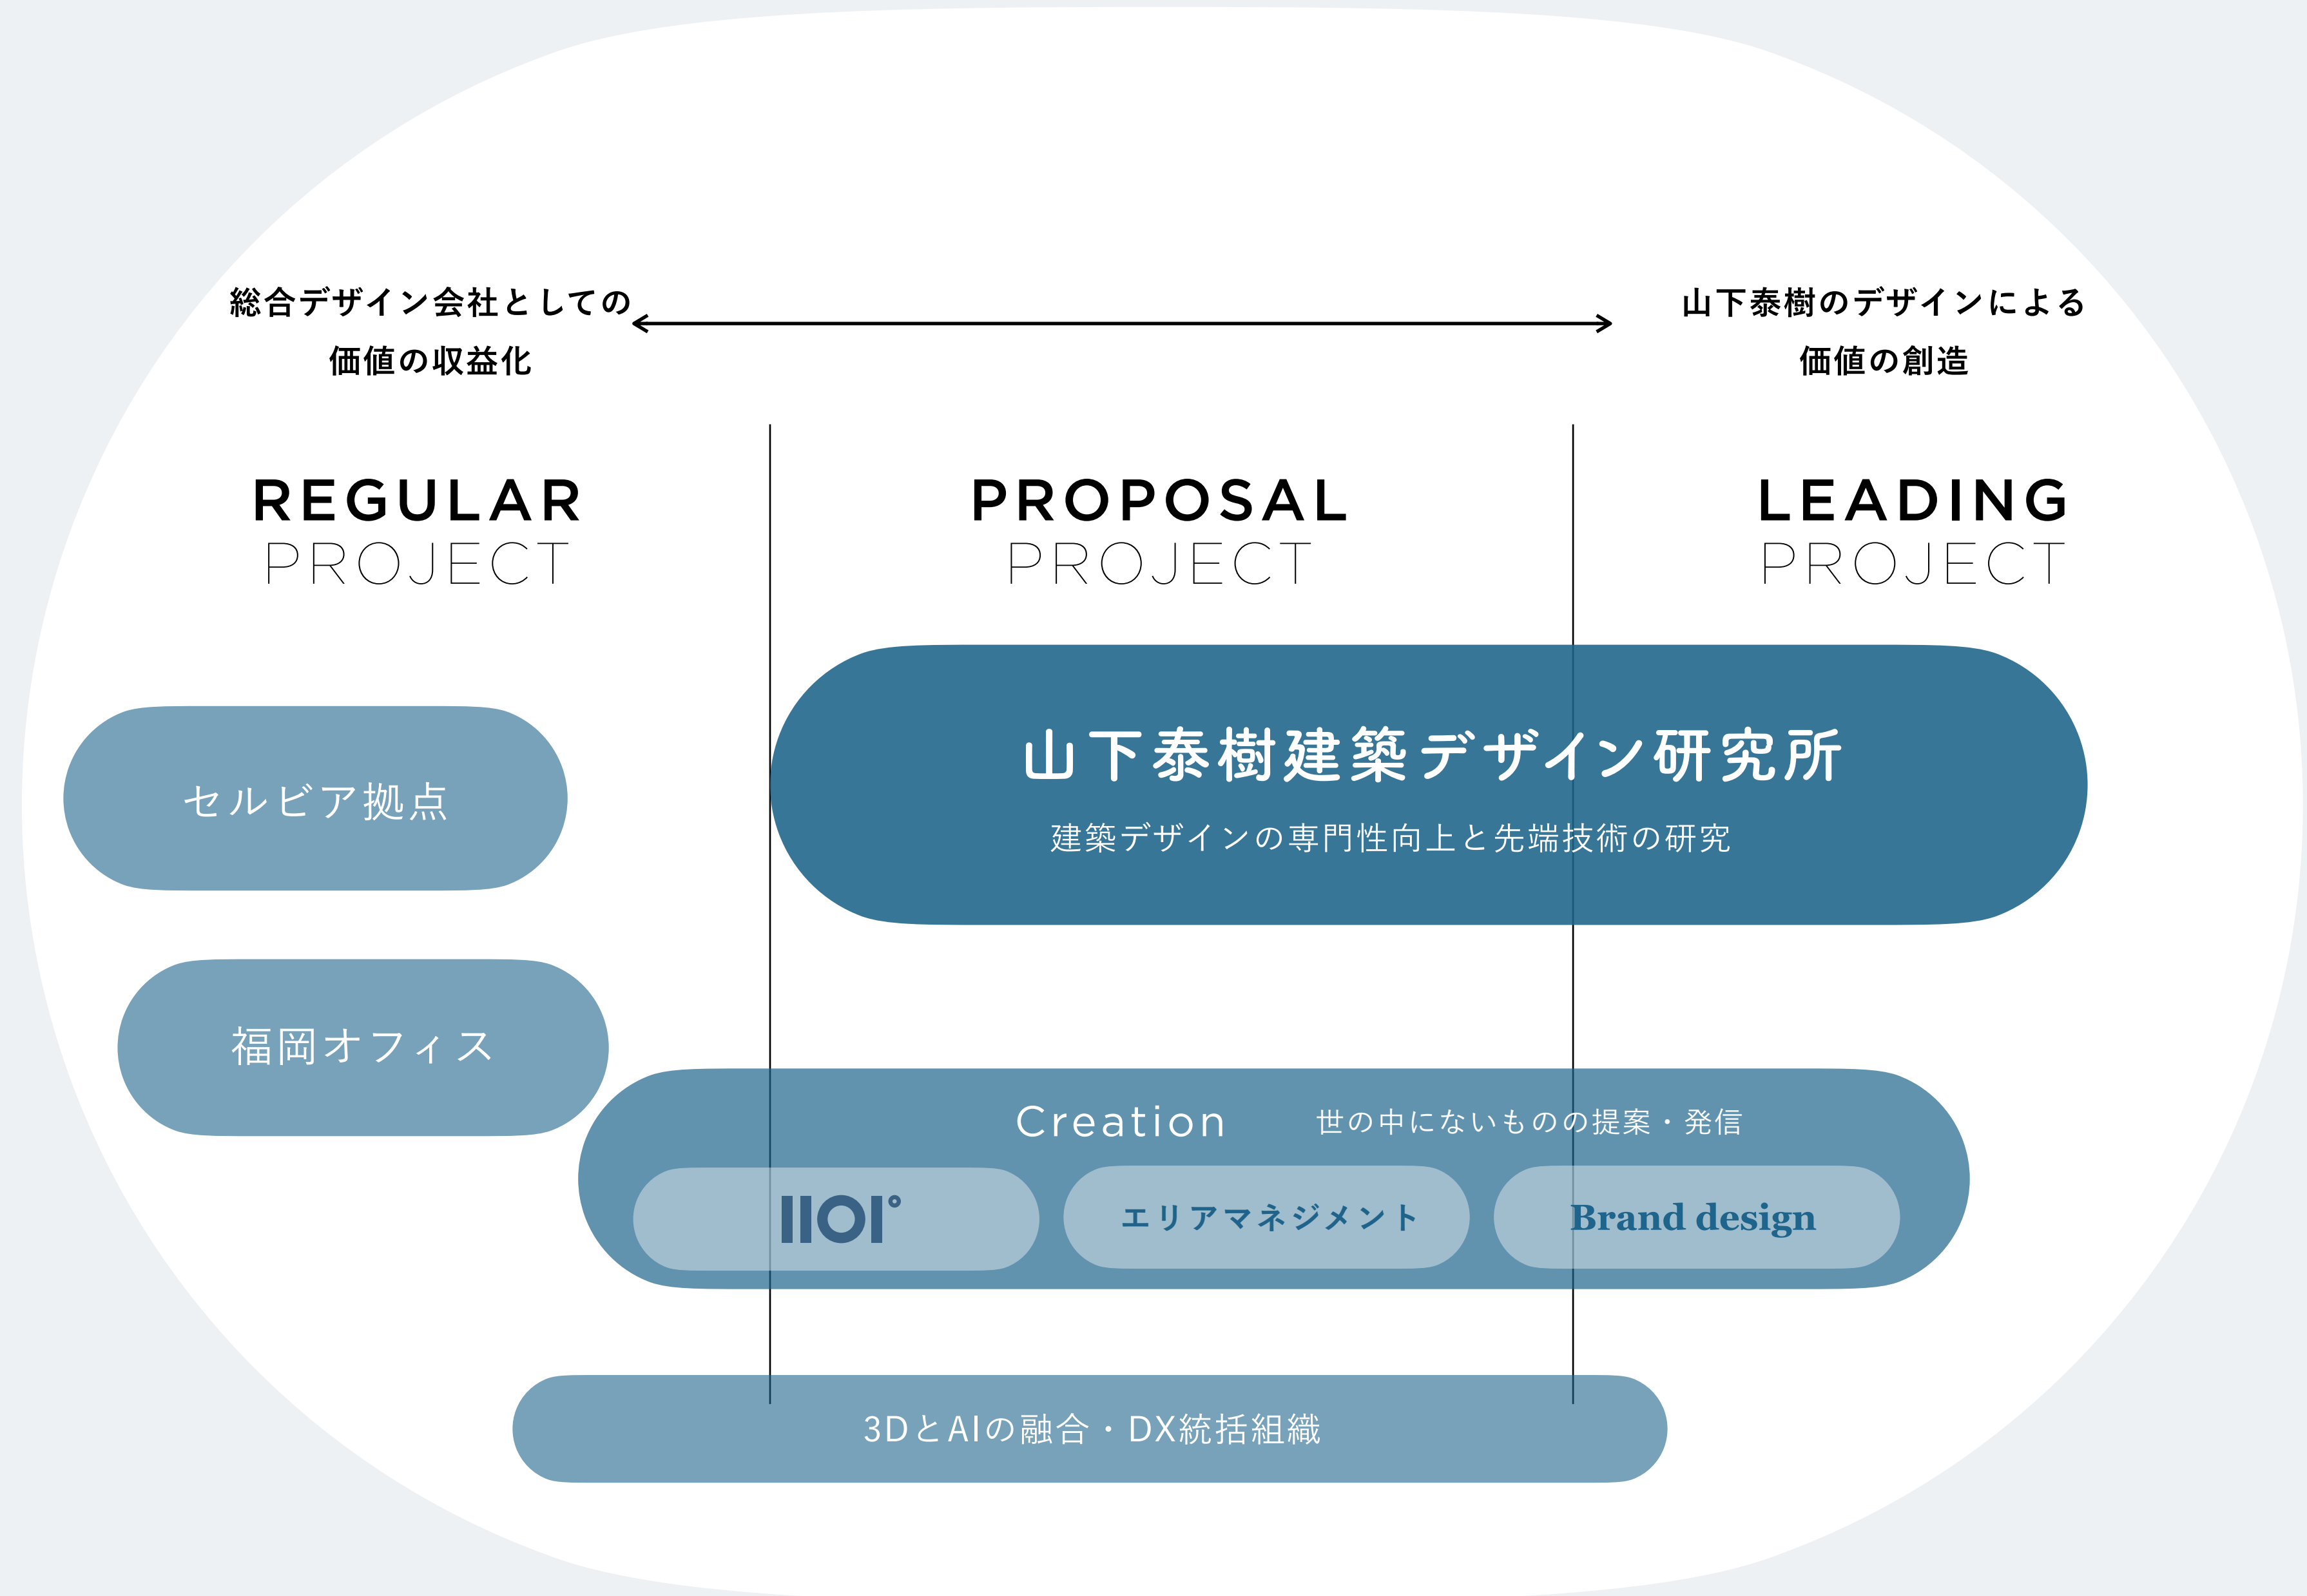 総合デザイン会社としての
価値の収益化
山下泰樹のデザインによる
価値の創造
REGULAR
PROJECT
PROPOSAL
PROJECT
LEADING
PROJECT
山下泰樹建築デザイン研究所
建築デザインの専門性向上と先端技術の研究
セルビア拠点
福岡オフィス
Creation 世の中にないものの提案・発信
1101°
エリアマネジメント
Brand design
3DとAIの融合・DX統括組織